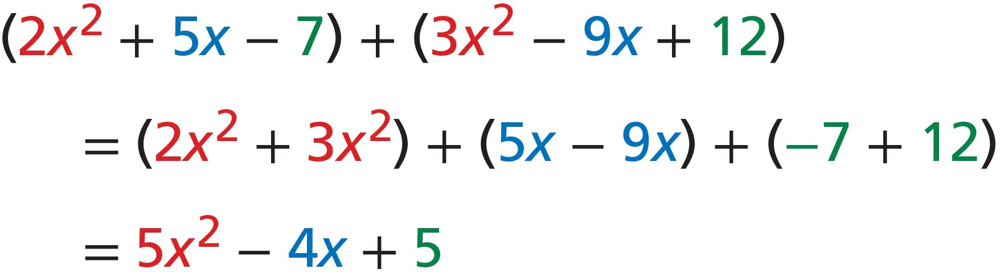 (2x² + 5x − 7) + (3x² − 9x + 12)
= (2x² + 3x²) + (5x − 9x) + (−7 + 12)
= 5x² − 4x + 5